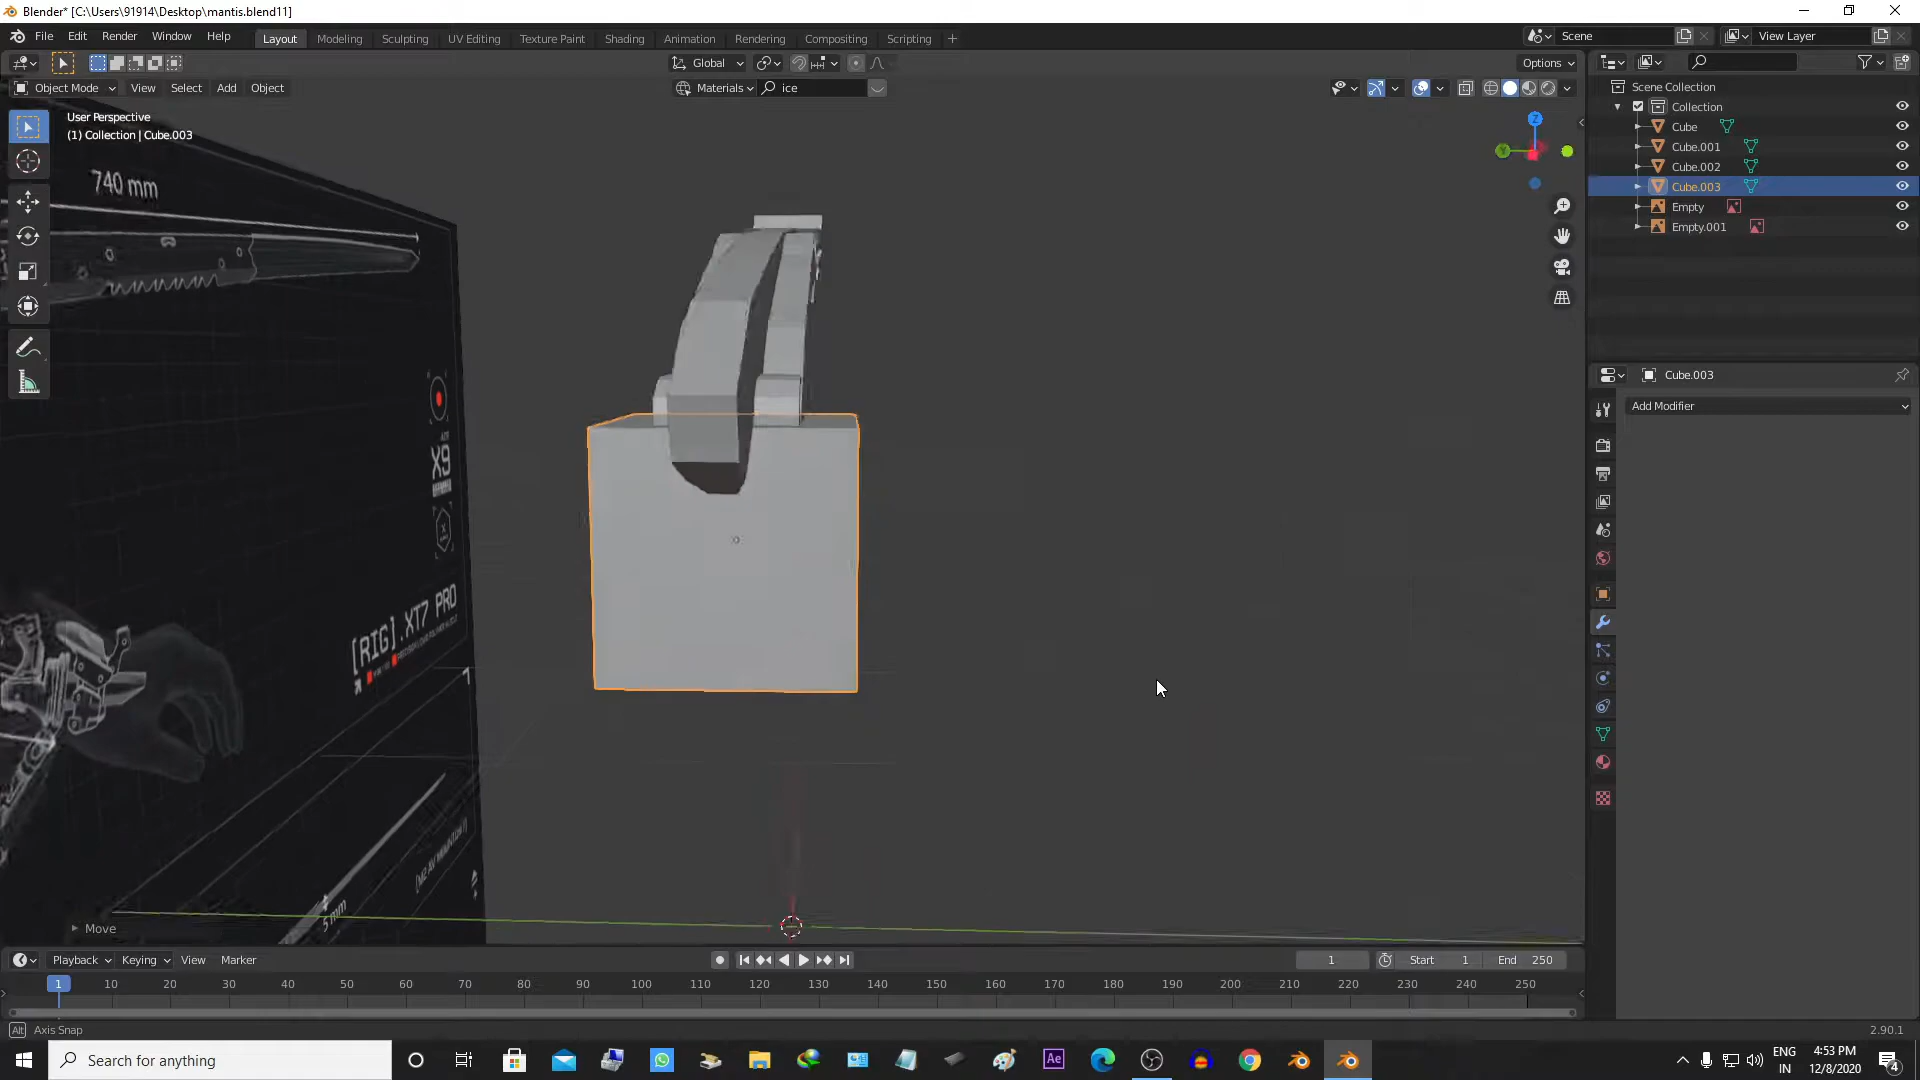 Blender* [C:\Users\91914\Desktop\mantis.blend11]
File Edit Render Window Help
Layout Modeling Sculpting UV Editing Texture Paint Shading Animation Rendering Compositing Scripting
Scene
View Layer
Global
Options
Object Mode View Select Add Object
Materials ice
User Perspective
(1) Collection | Cube.003
Z
Y
Scene Collection
Collection
Cube
Cube.001
Cube.002
Cube.003
Empty
Empty.001
Cube.003
Add Modifier
740 mm
X9
X
[RIG].XT7 PRO
5 mm
Move
Playback Keying View Marker
1
Start 1
End 250
1 10 20 30 40 50 60 70 80 90 100 110 120 130 140 150 160 170 180 190 200 210 220 230 240 250
Alt Axis Snap
2.90.1
Search for anything
Ae
ENG
IN
4:53 PM
12/8/2020
4